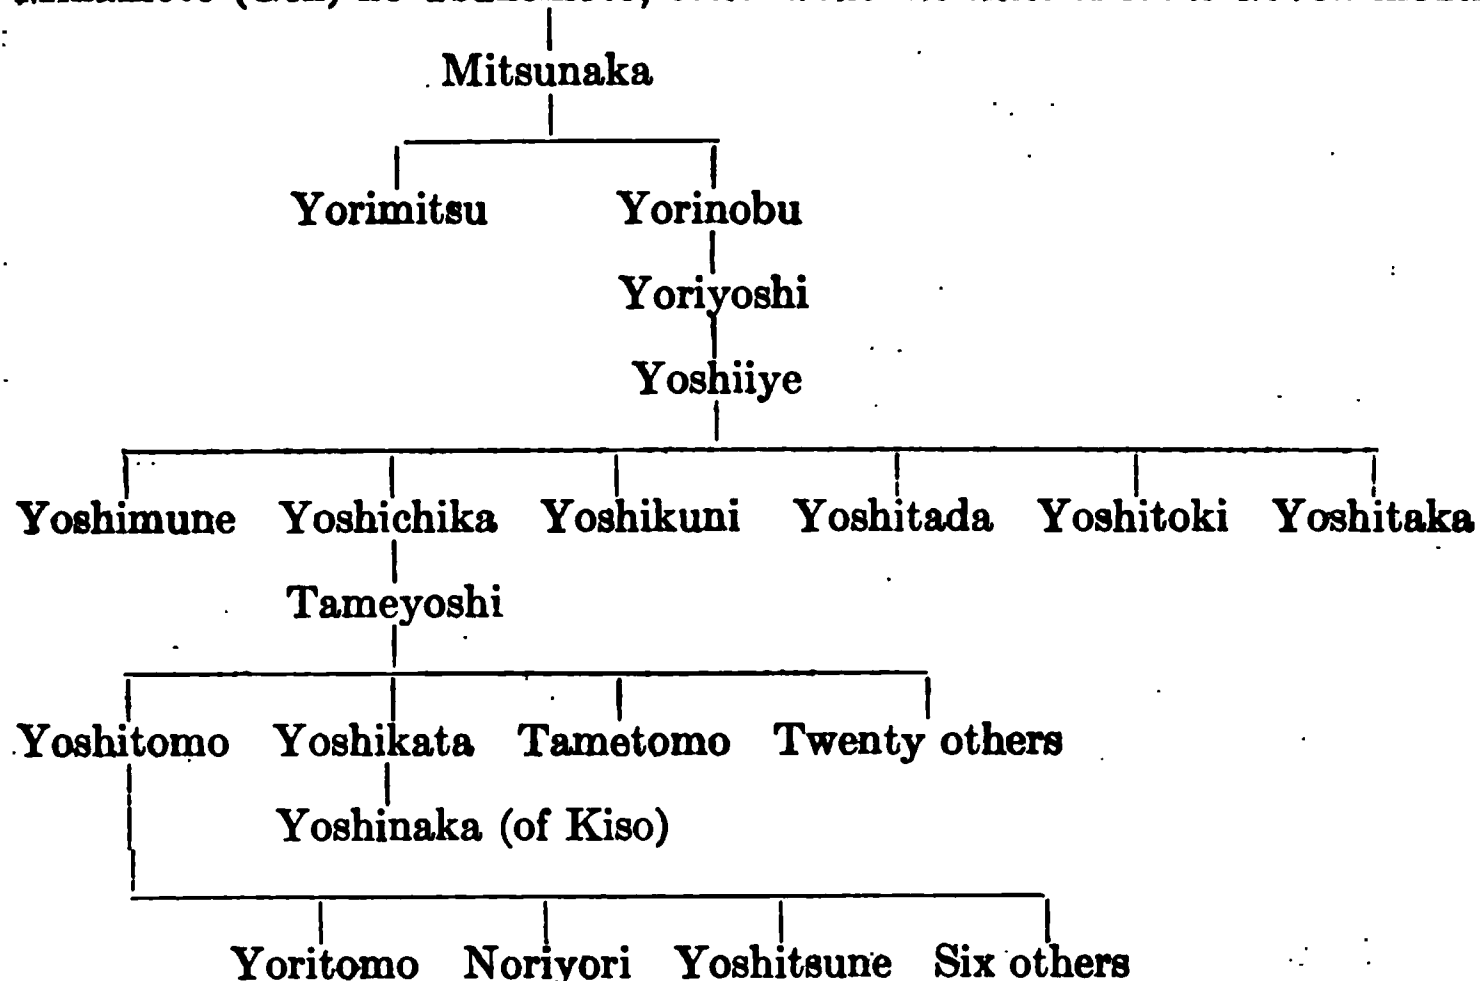 Mitsunaka
Yorimitsu Yorinobu
Yoriyoshi
Yoshiiye
Yoshimune Yoshichika Yoshikuni Yoshitada Yoshitoki Yoshitaka
Tameyoshi
Yoshitomo Yoshikata Tametomo Twenty others
Yoshinaka (of Kiso)
Yoritomo Noriyori Yoshitsune Six others